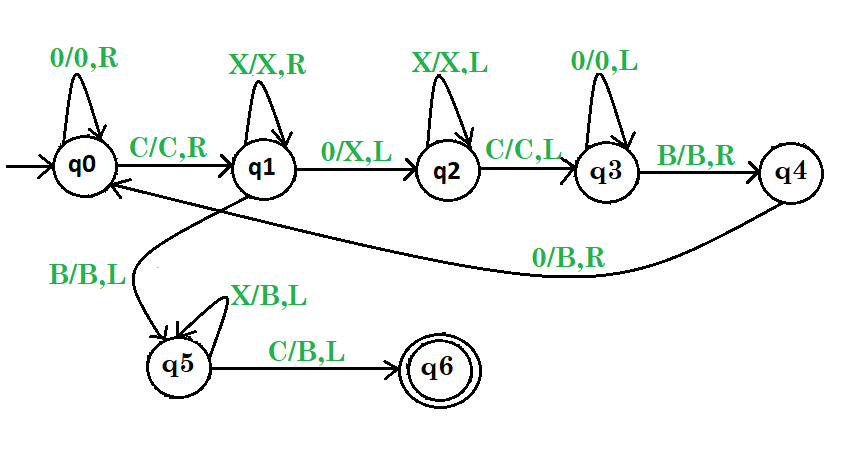 0/0,R
X/X,R
X/X,L
0/0,L
q0
C/C,R
q1
0/X,L
q2
C/C,L
q3
B/B,R
q4
0/B,R
B/B,L
X/B,L
q5
C/B,L
q6